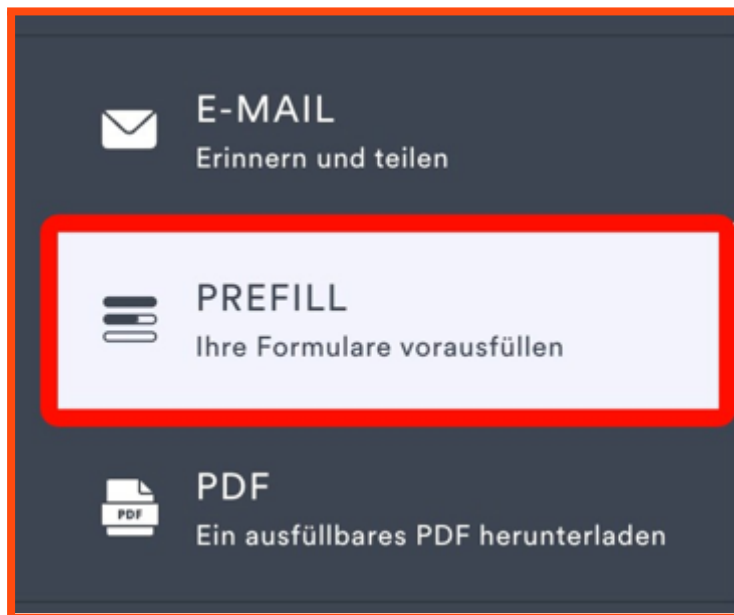 E-MAIL
Erinnern und teilen
PREFILL
Ihre Formulare vorausfüllen
PDF
PDF
Ein ausfüllbares PDF herunterladen